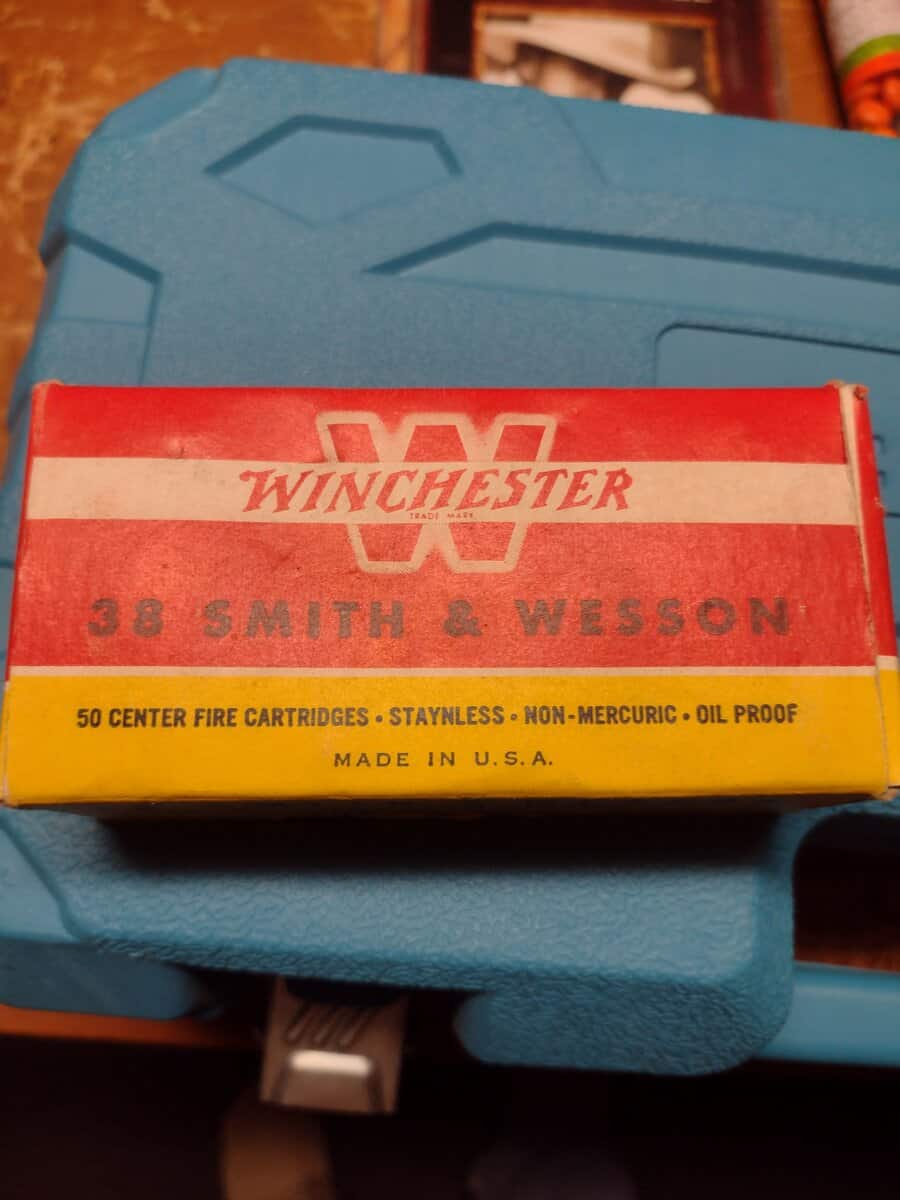 WINCHESTER
TRADE MARK
38 SMITH & WESSON
50 CENTER FIRE CARTRIDGES • STAYNLESS • NON-MERCURIC • OIL PROOF
MADE IN U.S.A.